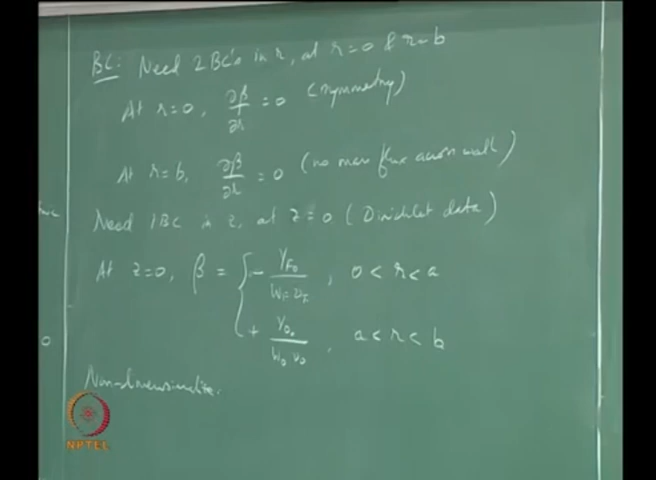 BC: Need 2 BC's in r, at r=0 & r=b
At r=0, ∂β/∂r = 0 (symmetry)
At r=b, ∂β/∂r = 0 (no mass flux across wall)
Need 1 BC in z, at z=0 (Dirichlet data)
At z=0, β = { - Y_F0 / W_F ν_F , 0 < r < a
+ Y_O0 / W_O ν_O , a < r < b
Non-dimensionalize.
NPTEL